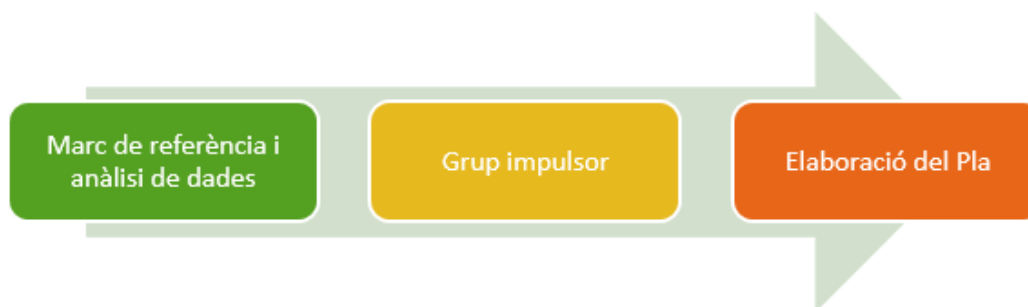 Marc de referència i
anàlisi de dades
Grup impulsor
Elaboració del Pla